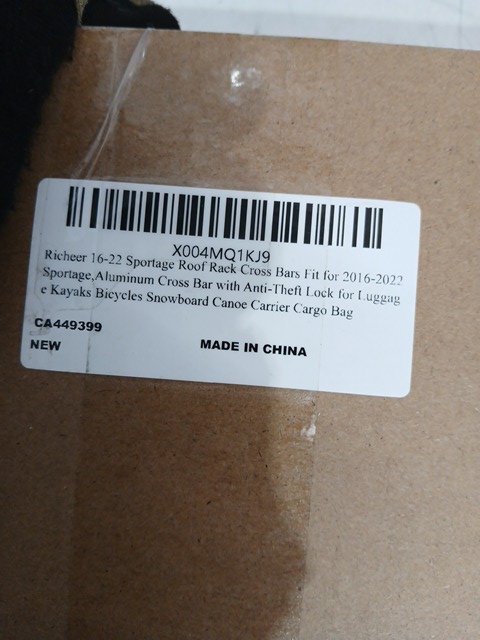 X004MQ1KJ9
Richeer 16-22 Sportage Roof Rack Cross Bars Fit for 2016-2022
Sportage,Aluminum Cross Bar with Anti-Theft Lock for Luggag
e Kayaks Bicycles Snowboard Canoe Carrier Cargo Bag
CA449399
NEW
MADE IN CHINA